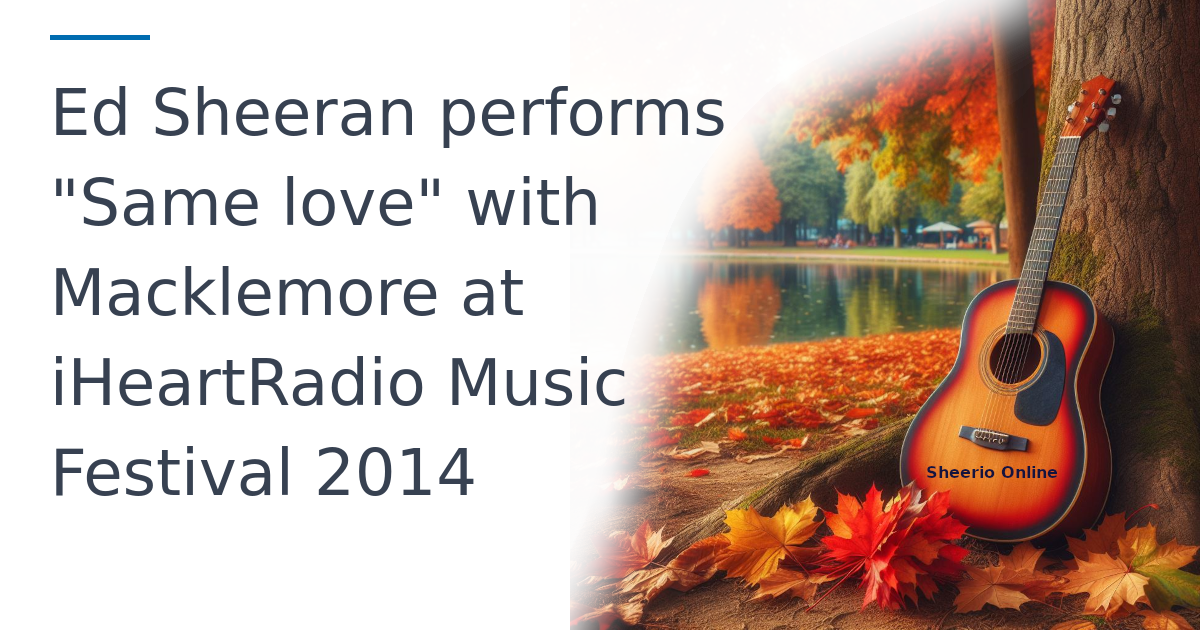 Ed Sheeran performs
"Same love" with
Macklemore at
iHeartRadio Music
Festival 2014
Sheerio Online